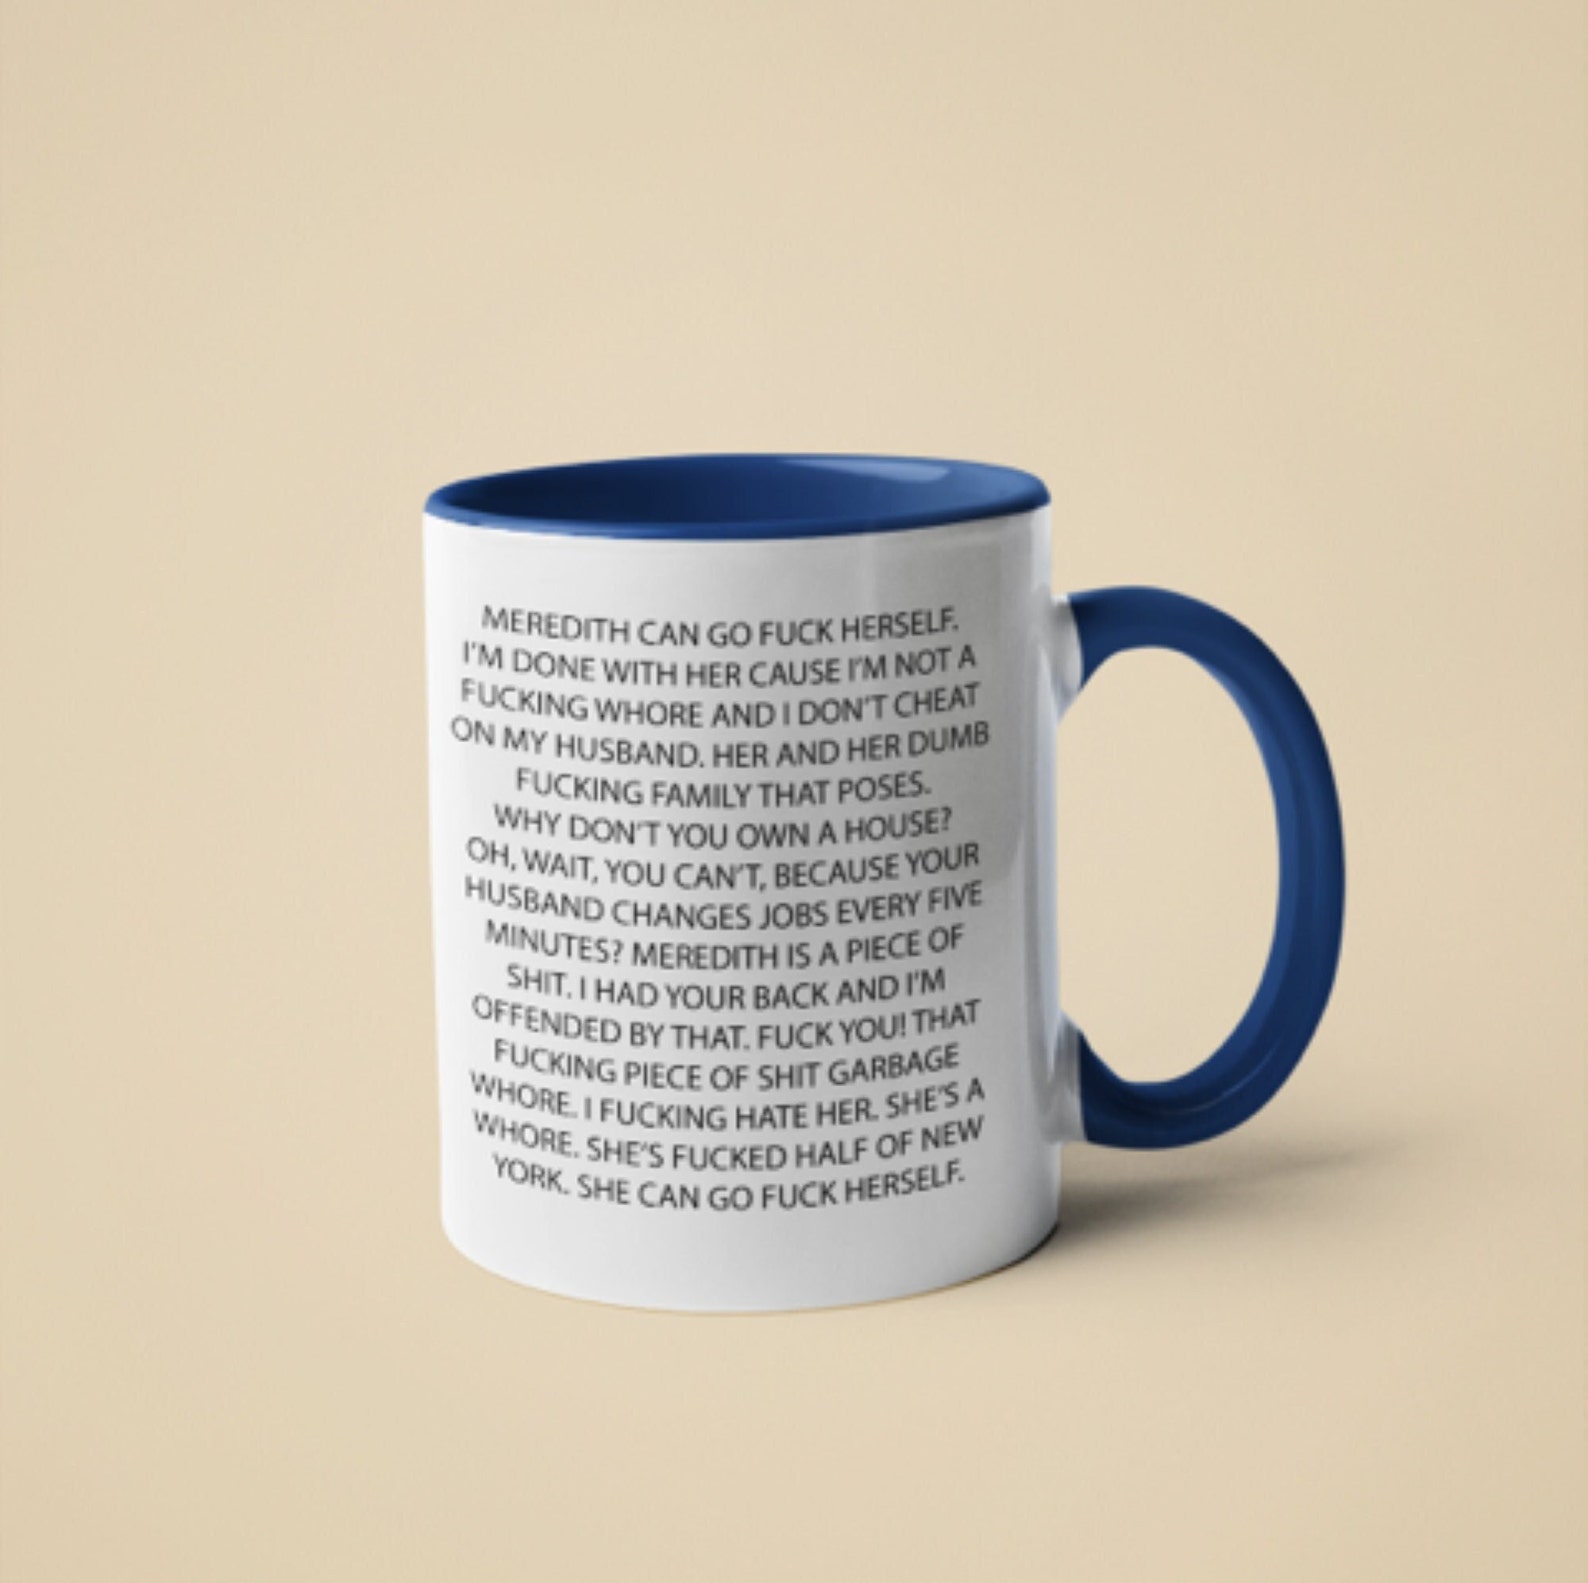 MEREDITH CAN GO FUCK HERSELF.
I'M DONE WITH HER CAUSE I'M NOT A
FUCKING WHORE AND I DON'T CHEAT
ON MY HUSBAND. HER AND HER DUMB
FUCKING FAMILY THAT POSES.
WHY DON'T YOU OWN A HOUSE?
OH, WAIT, YOU CAN'T, BECAUSE YOUR
HUSBAND CHANGES JOBS EVERY FIVE
MINUTES? MEREDITH IS A PIECE OF
SHIT. I HAD YOUR BACK AND I'M
OFFENDED BY THAT. FUCK YOU! THAT
FUCKING PIECE OF SHIT GARBAGE
WHORE. I FUCKING HATE HER. SHE'S A
WHORE. SHE'S FUCKED HALF OF NEW
YORK. SHE CAN GO FUCK HERSELF.